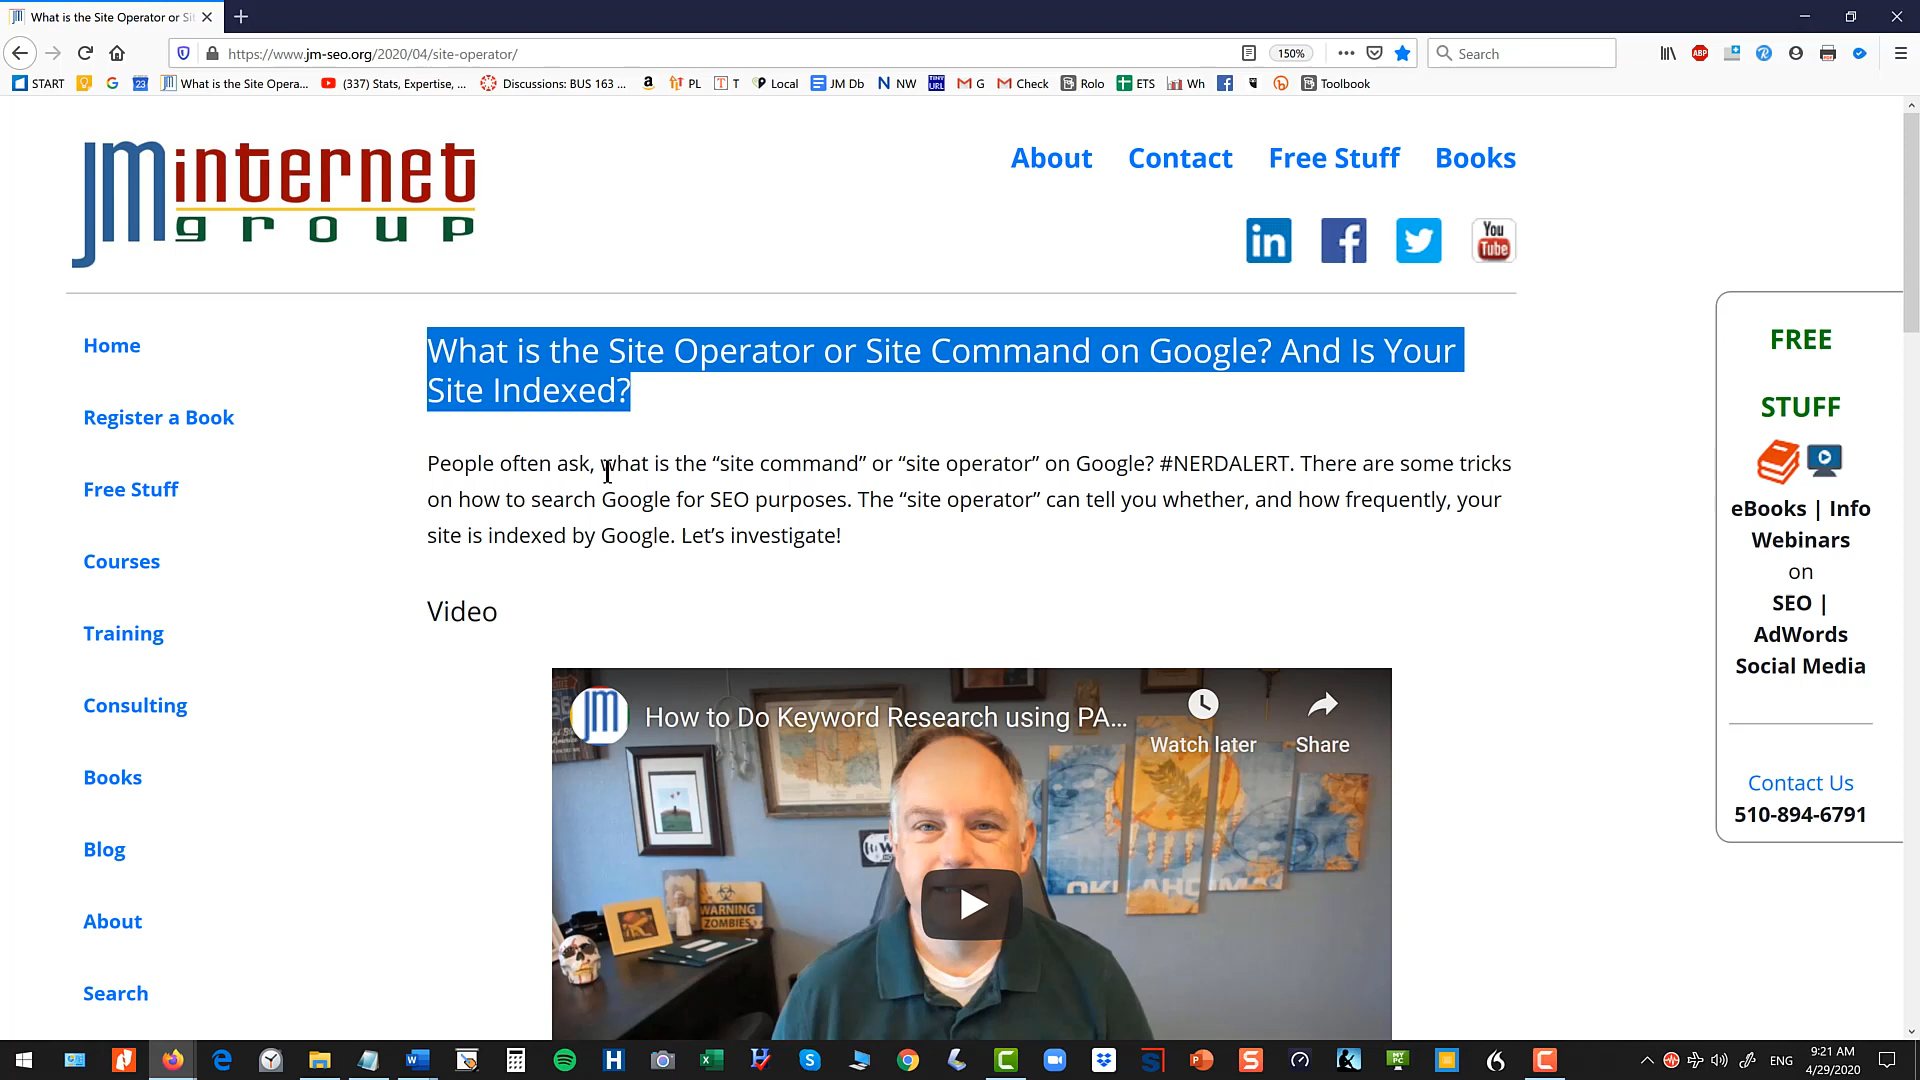 What is the Site Operator or Sit
https://www.jm-seo.org/2020/04/site-operator/
150%
Search
START
23
What is the Site Opera...
(337) Stats, Expertise, ...
Discussions: BUS 163 ...
PL
T
Local
JM Db
NW
G
Check
Rolo
ETS
Wh
Toolbook
JM internet
group
About Contact Free Stuff Books
You
Tube
Home
Register a Book
Free Stuff
Courses
Training
Consulting
Books
Blog
About
Search
What is the Site Operator or Site Command on Google? And Is Your
Site Indexed?
People often ask, what is the “site command” or “site operator” on Google? #NERDALERT. There are some tricks
on how to search Google for SEO purposes. The “site operator” can tell you whether, and how frequently, your
site is indexed by Google. Let’s investigate!
Video
JM
How to Do Keyword Research using PA...
Watch later
Share
WARNING
ZOMBIES
OKLAHOMA
FREE
STUFF
eBooks | Info
Webinars
on
SEO |
AdWords
Social Media
Contact Us
510-894-6791
ENG
9:21 AM
4/29/2020